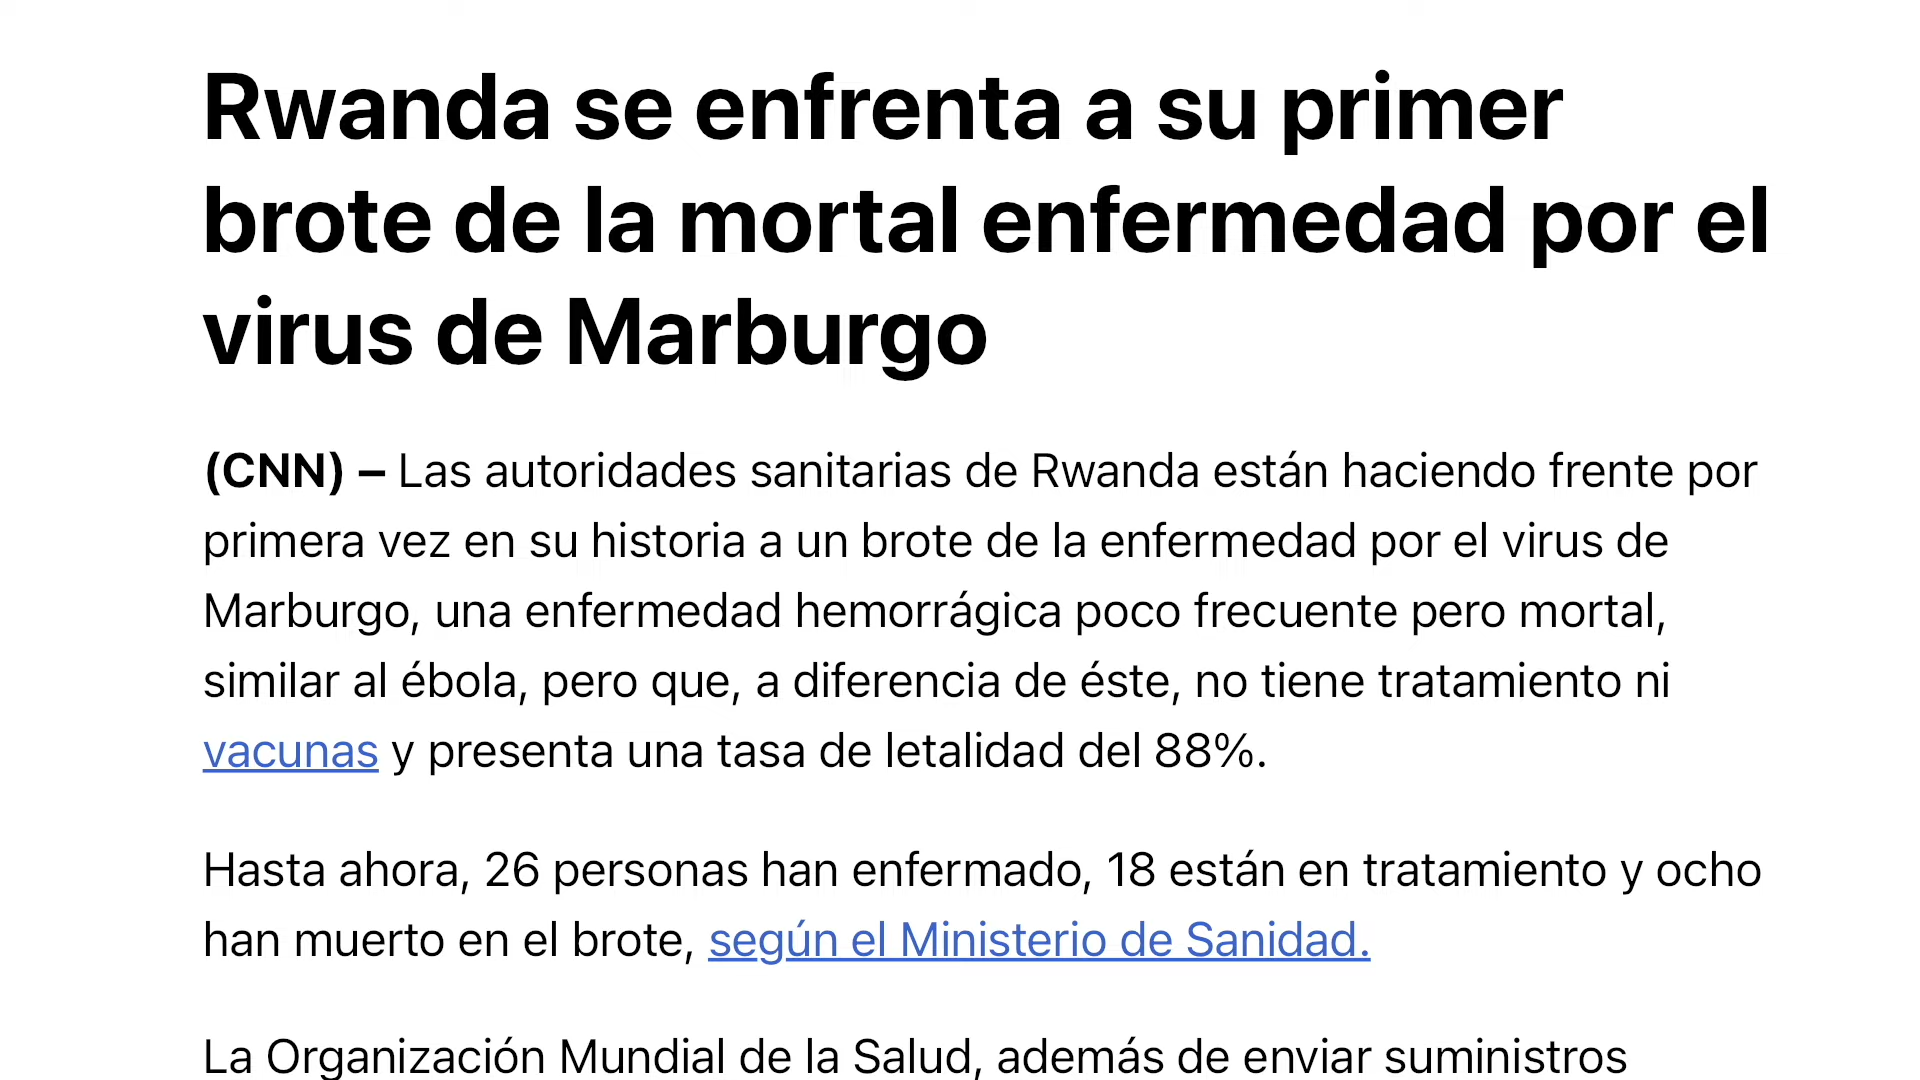 Rwanda se enfrenta a su primer
brote de la mortal enfermedad por el
virus de Marburgo
(CNN) – Las autoridades sanitarias de Rwanda están haciendo frente por
primera vez en su historia a un brote de la enfermedad por el virus de
Marburgo, una enfermedad hemorrágica poco frecuente pero mortal,
similar al ébola, pero que, a diferencia de éste, no tiene tratamiento ni
vacunas y presenta una tasa de letalidad del 88%.
Hasta ahora, 26 personas han enfermado, 18 están en tratamiento y ocho
han muerto en el brote, según el Ministerio de Sanidad.
La Organización Mundial de la Salud, además de enviar suministros